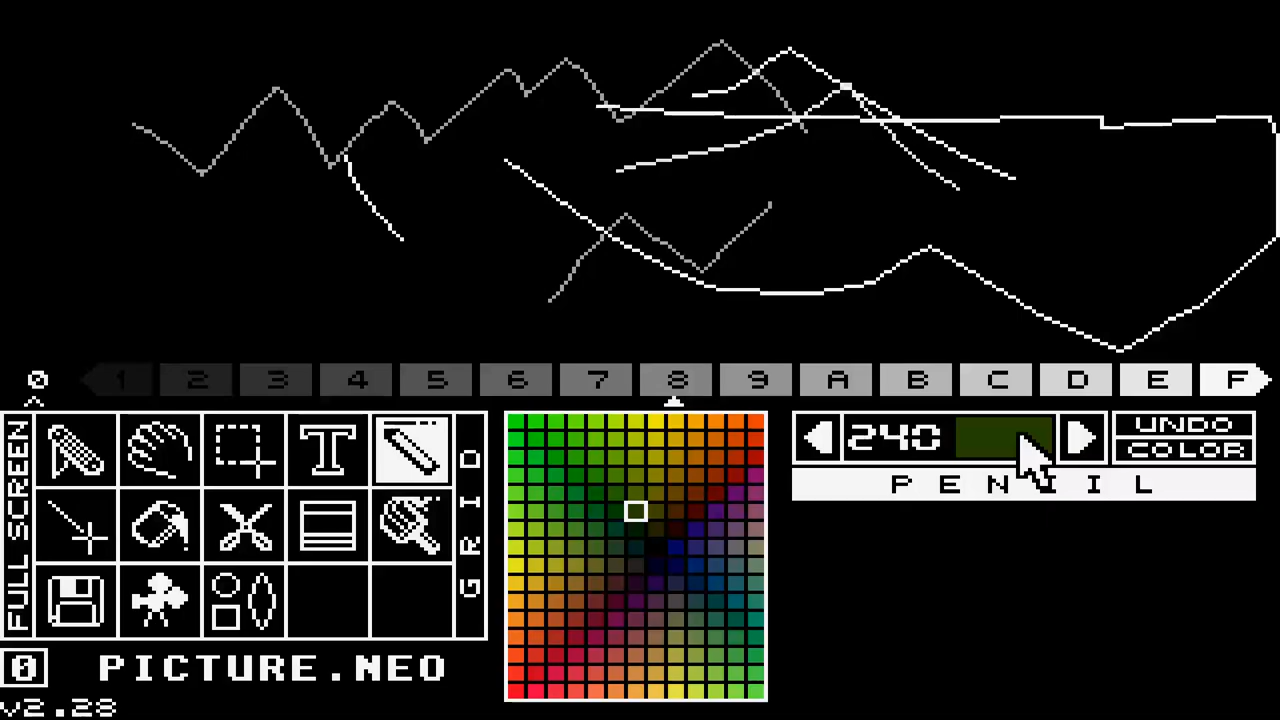 0 1 2 3 4 5 6 7 8 9 A B C D E F
FULL SCREEN
T
GRID
240
UNDO
COLOR
PENCIL
0 PICTURE.NEO
V2.28